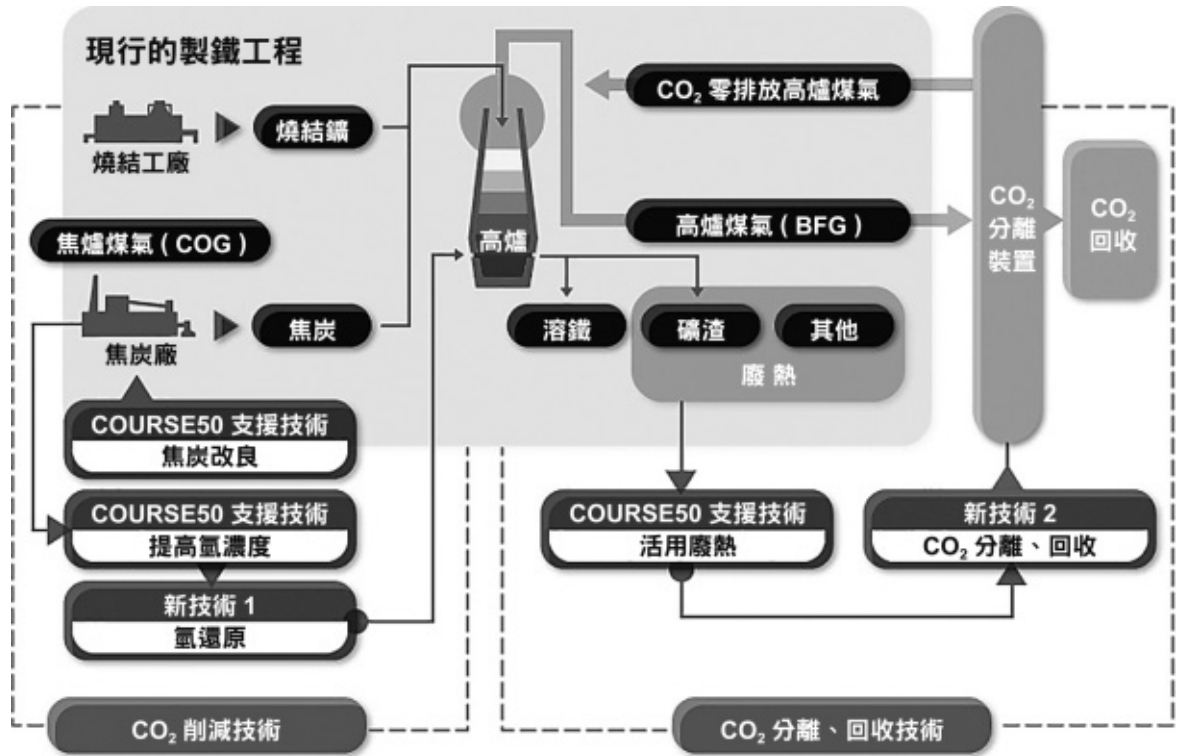 現行的製鐵工程
燒結工廠
燒結鑛
焦爐煤氣（COG）
焦炭廠
焦炭
COURSE50 支援技術
焦炭改良
COURSE50 支援技術
提高氫濃度
新技術 1
氫還原
CO₂ 削減技術
高爐
CO₂ 零排放高爐煤氣
高爐煤氣（BFG）
溶鐵
礦渣
其他
廢熱
COURSE50 支援技術
活用廢熱
新技術 2
CO₂ 分離、回收
CO₂
分離
裝置
CO₂
回收
CO₂ 分離、回收技術